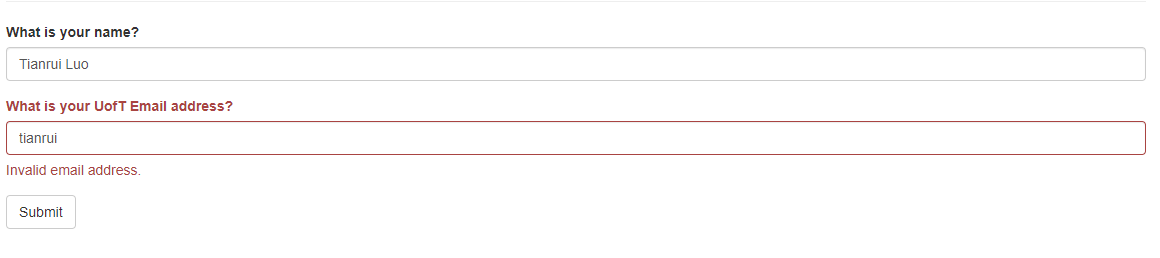 What is your name?
Tianrui Luo
What is your UofT Email address?
tianrui
Invalid email address.
Submit